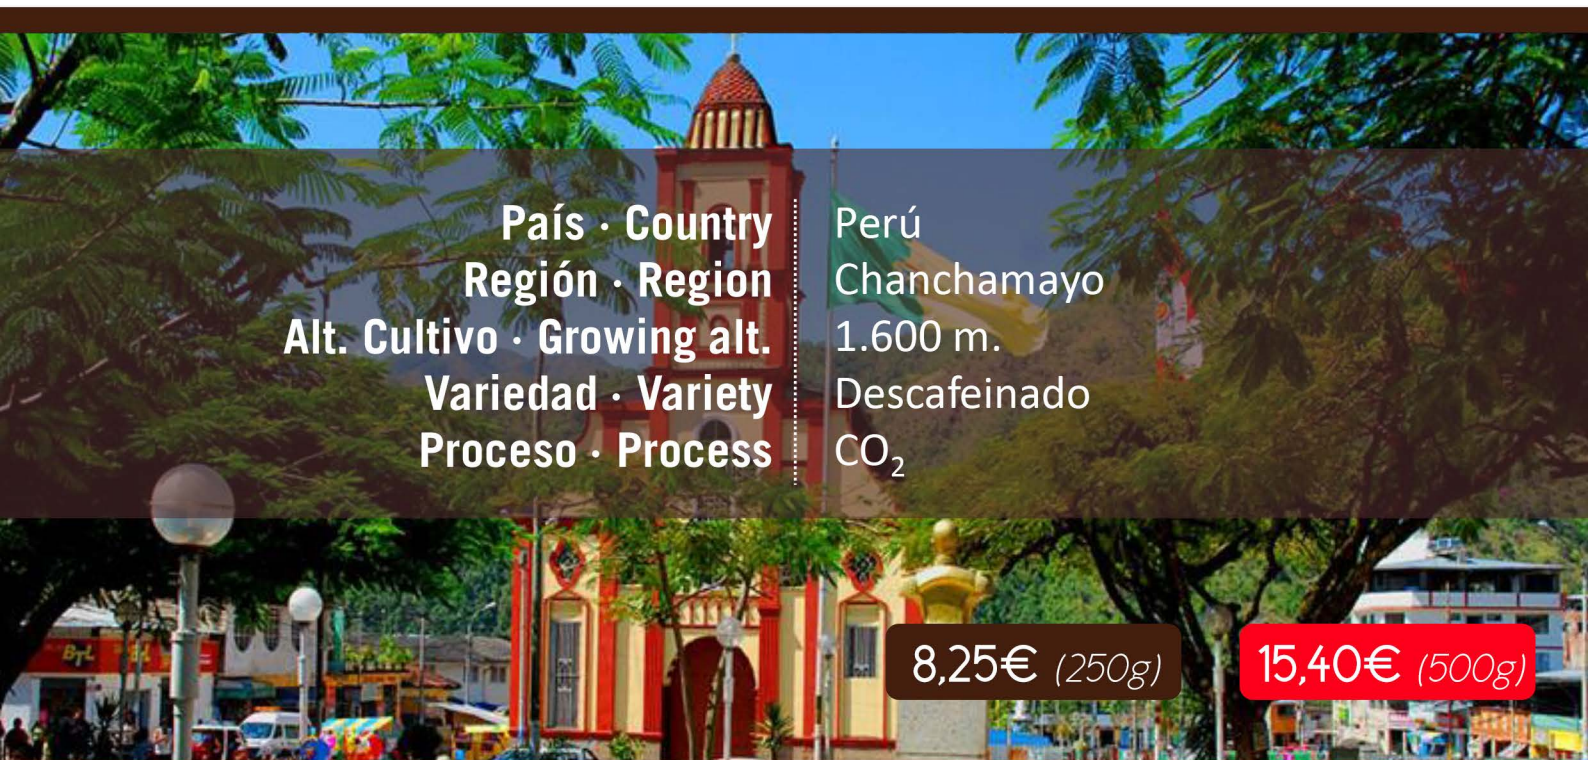 País · Country Perú
Región · Region Chanchamayo
Alt. Cultivo · Growing alt. 1.600 m.
Variedad · Variety Descafeinado
Proceso · Process CO₂
8,25€ (250g) 15,40€ (500g)